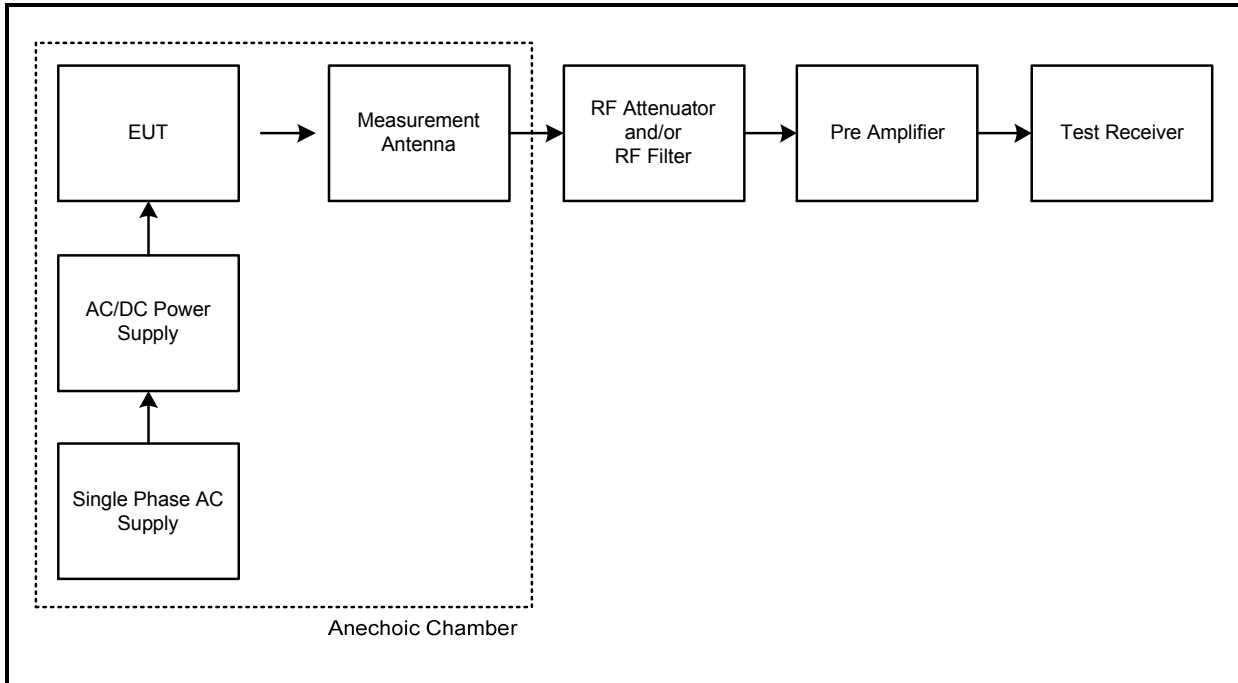 EUT
Measurement
Antenna
RF Attenuator
and/or
RF Filter
Pre Amplifier
Test Receiver
AC/DC Power
Supply
Single Phase AC
Supply
Anechoic Chamber